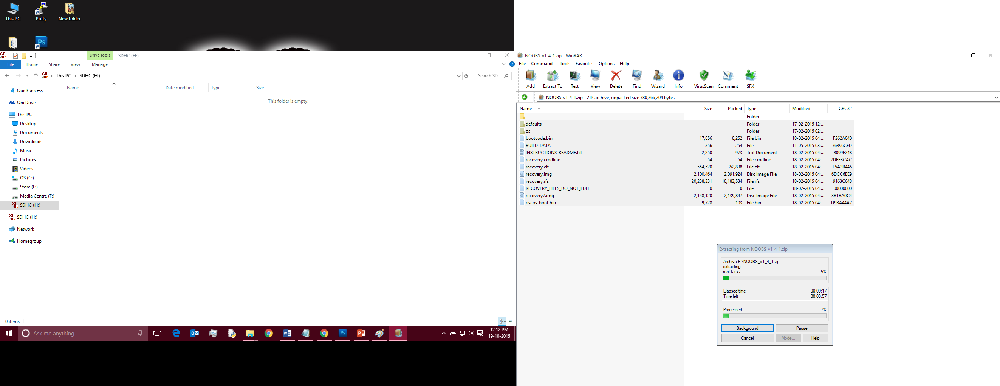 This PC
Putty
New folder
Ps
Drive Tools
SDHC (H:)
File
Home
Share
View
Manage
This PC > SDHC (H:)
Search SD...
Name
Date modified
Type
Size
This folder is empty.
Quick access
OneDrive
This PC
Desktop
Documents
Downloads
Music
Pictures
Videos
OS (C:)
Store (E:)
Media Centre (F:)
SDHC (H:)
SDHC (H:)
Network
Homegroup
0 items
Ask me anything
12:12 PM
19-10-2015
NOOBS_v1_4_1.zip - WinRAR
File Commands Tools Favorites Options Help
Add Extract To Test View Delete Find Wizard Info VirusScan Comment SFX
NOOBS_v1_4_1.zip - ZIP archive, unpacked size 780,366,204 bytes
Name Size Packed Type Modified CRC32
.. Folder
defaults Folder 17-02-2015 12:...
os Folder 17-02-2015 02:...
bootcode.bin 17,856 8,252 File bin 18-02-2015 04:... F262A040
BUILD-DATA 356 254 File 11-05-2015 03:... 76896CFD
INSTRUCTIONS-README.txt 2,250 973 Text Document 18-02-2015 04:... 8099E248
recovery.cmdline 54 54 File cmdline 18-02-2015 04:... 7DFE3CAC
recovery.elf 554,520 352,838 File elf 18-02-2015 04:... F5A2B446
recovery.img 2,100,464 2,091,924 Disc Image File 18-02-2015 04:... 6DCC6EE9
recovery.rfs 20,238,331 18,183,534 File rfs 18-02-2015 04:... 9163C648
RECOVERY_FILES_DO_NOT_EDIT 0 0 File 18-02-2015 04:... 00000000
recovery7.img 2,148,120 2,139,847 Disc Image File 18-02-2015 04:... 3B1BA0C4
riscos-boot.bin 9,728 103 File bin 18-02-2015 04:... D9BA44A7
Extracting from NOOBS_v1_4_1.zip
Archive F:\NOOBS_v1_4_1.zip
extracting
root.tar.xz 5%
Elapsed time 00:00:17
Time left 00:03:57
Processed 7%
Background Pause
Cancel Mode... Help